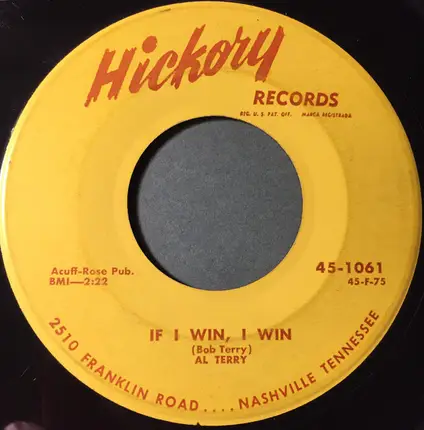 Hickory
RECORDS
REG. U. S. PAT. OFF. MARCA REGISTRADA
Acuff-Rose Pub.
BMI—2:22
45-1061
45-F-75
IF I WIN, I WIN
(Bob Terry)
AL TERRY
2510 FRANKLIN ROAD.... NASHVILLE TENNESSEE